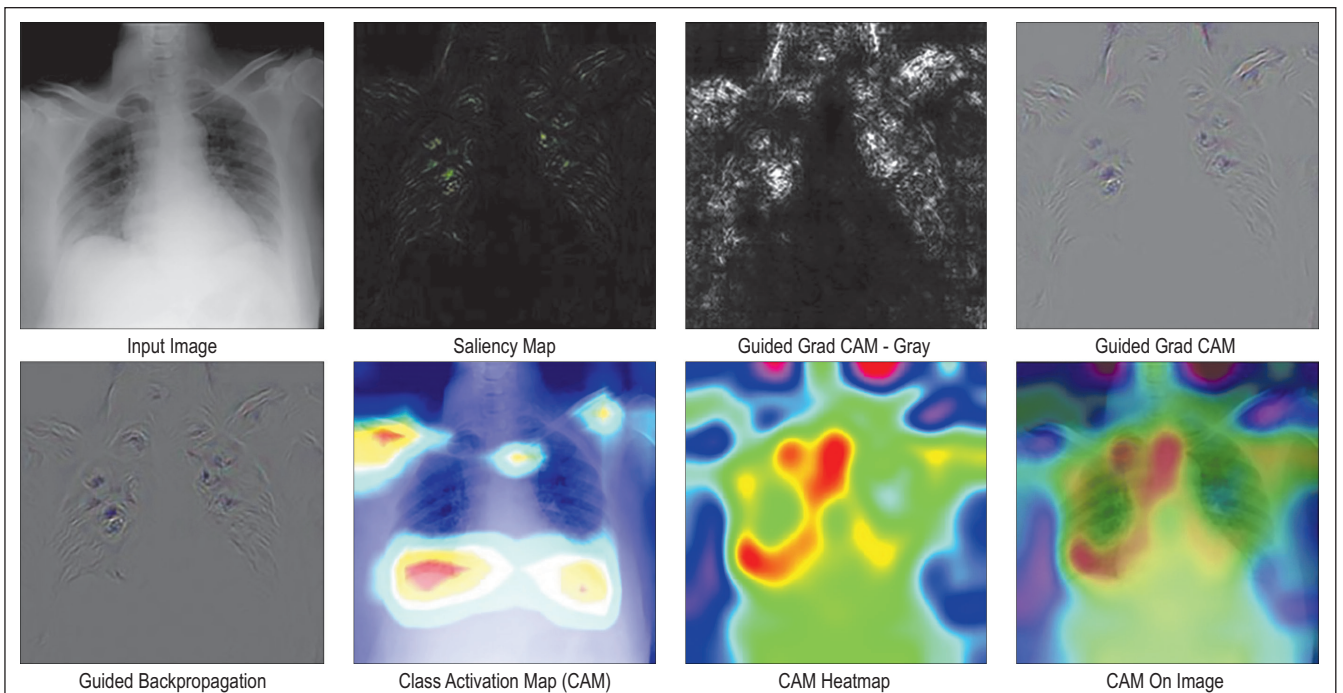 Input Image
Saliency Map
Guided Grad CAM - Gray
Guided Grad CAM
Guided Backpropagation
Class Activation Map (CAM)
CAM Heatmap
CAM On Image